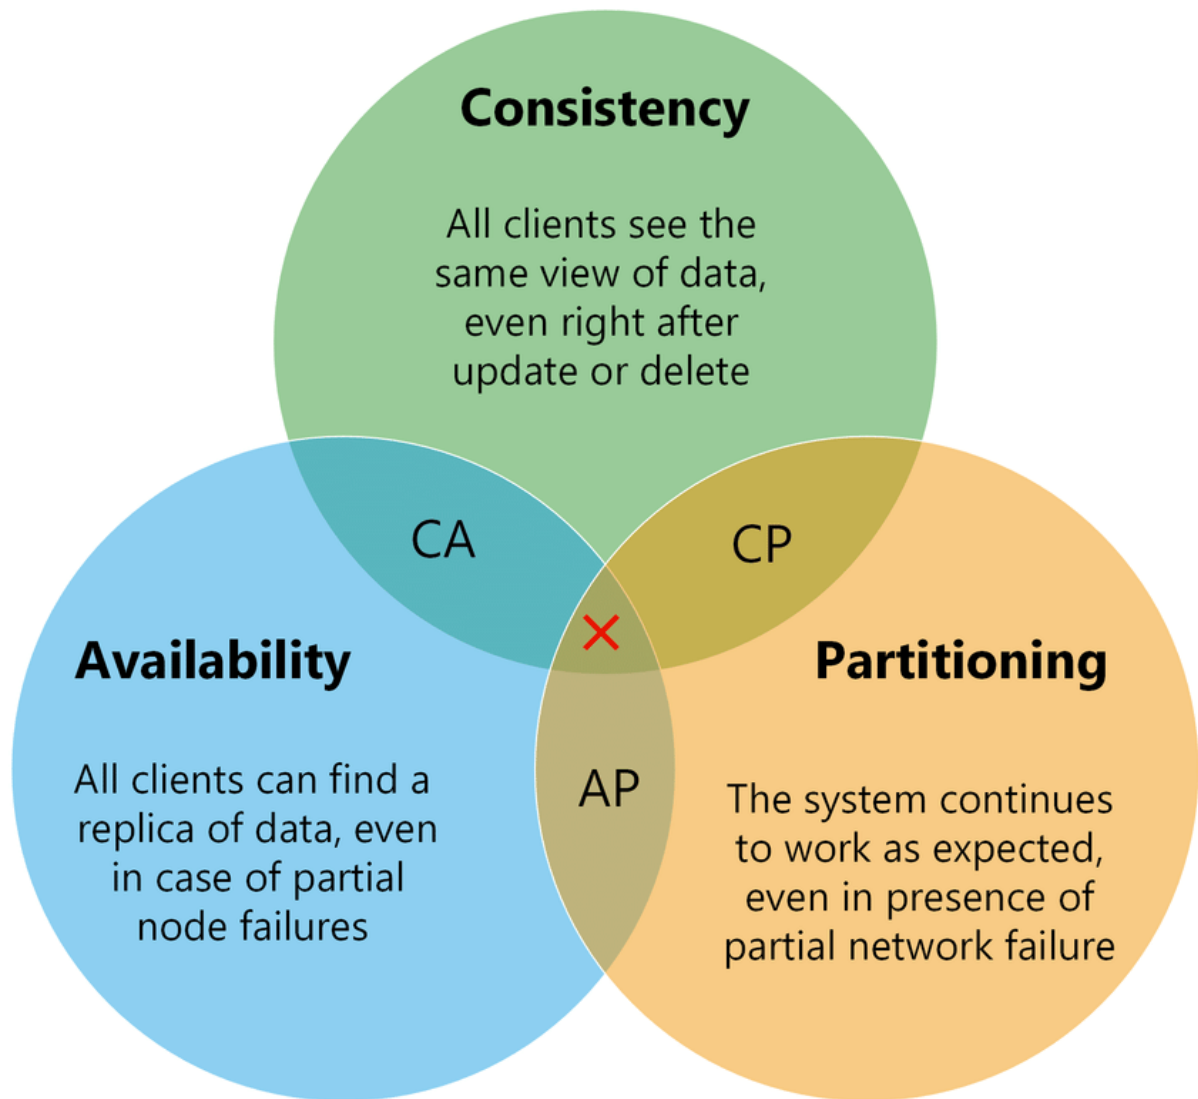 Consistency
All clients see the
same view of data,
even right after
update or delete
CA
CP
Availability
All clients can find a
replica of data, even
in case of partial
node failures
AP
Partitioning
The system continues
to work as expected,
even in presence of
partial network failure